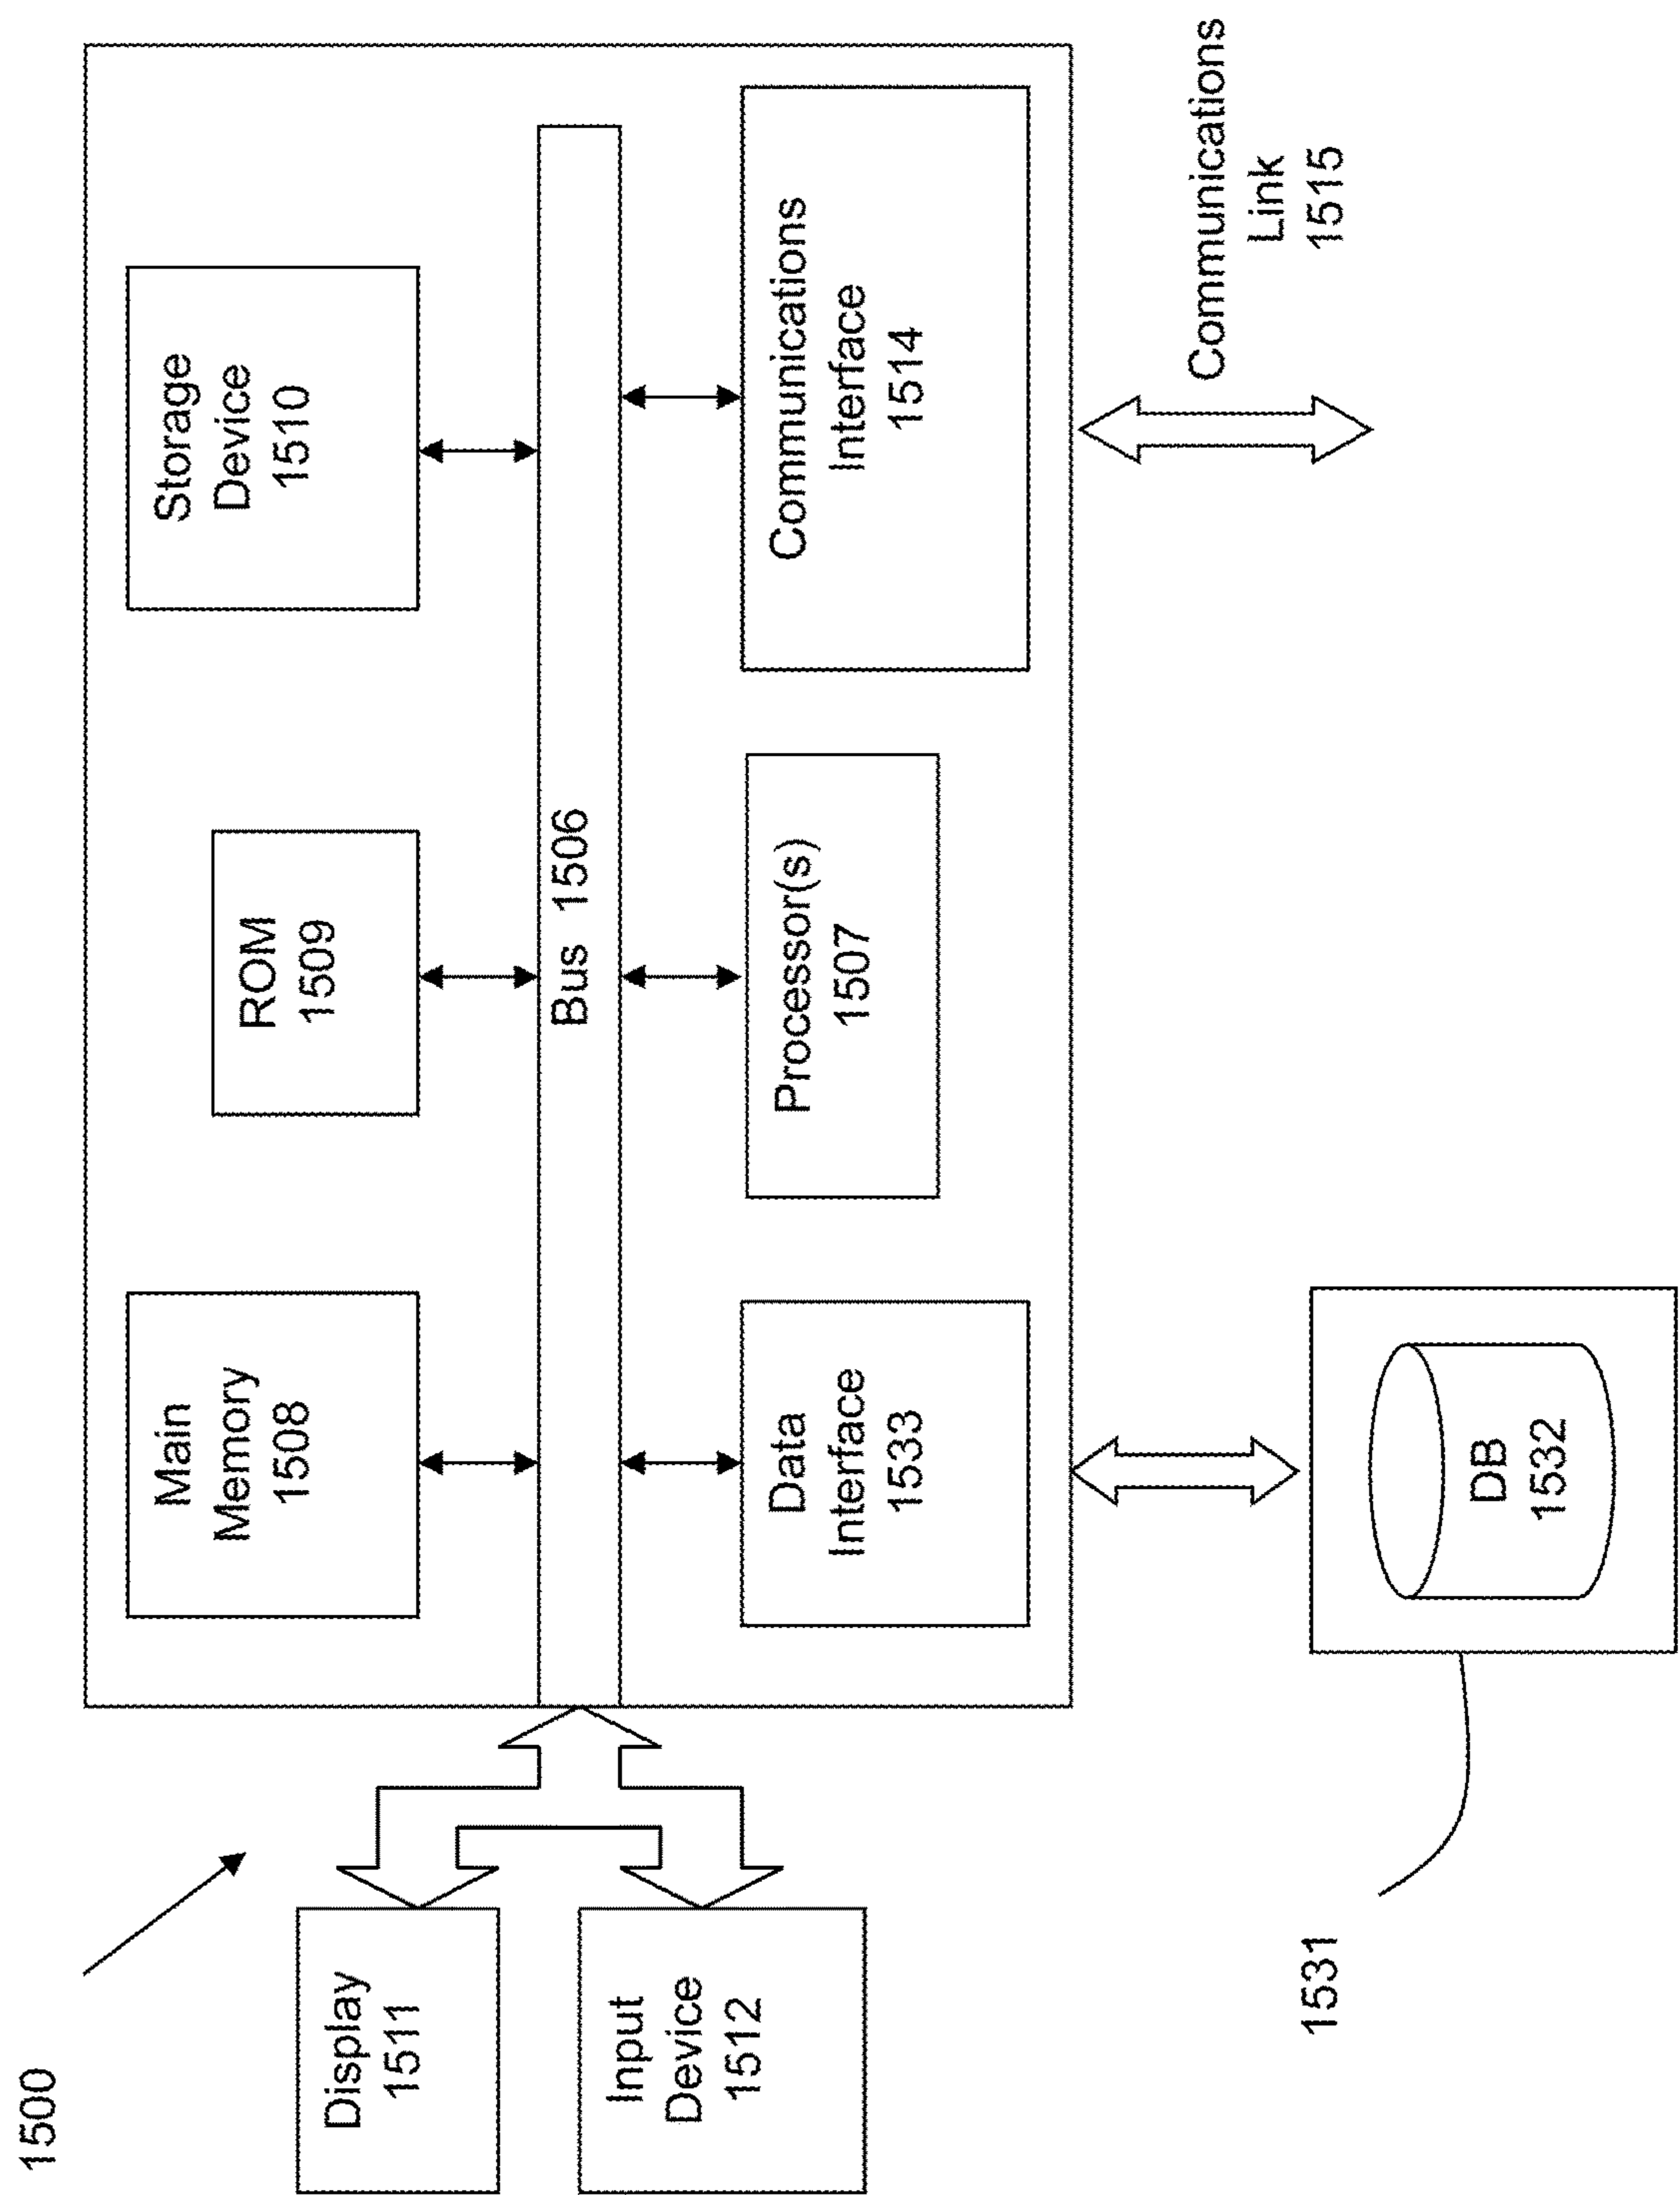 1500
Main
Memory
1508
ROM
1509
Storage
Device
1510
Display
1511
Bus 1506
Input
Device
1512
Data
Interface
1533
Processor(s)
1507
Communications
Interface
1514
Communications
Link
1515
1531
DB
1532